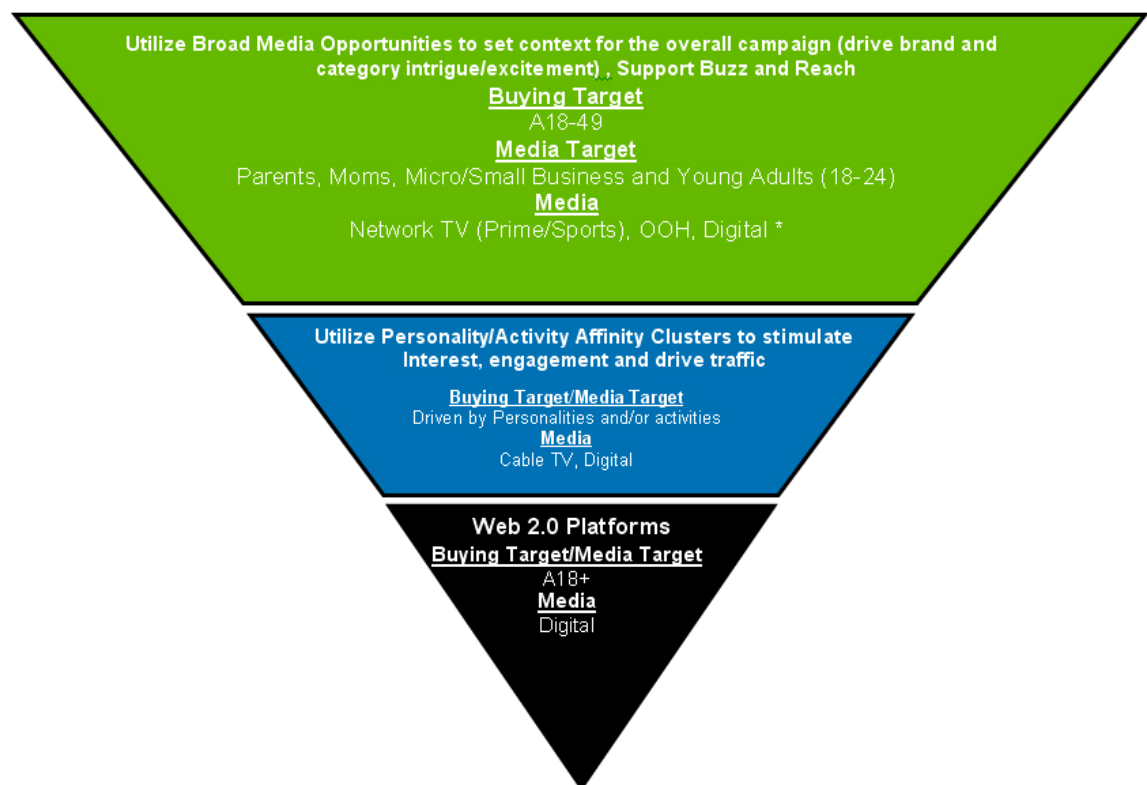 Utilize Broad Media Opportunities to set context for the overall campaign (drive brand and
category intrigue/excitement) , Support Buzz and Reach
Buying Target
A18-49
Media Target
Parents, Moms, Micro/Small Business and Young Adults (18-24)
Media
Network TV (Prime/Sports), OOH, Digital *
Utilize Personality/Activity Affinity Clusters to stimulate
Interest, engagement and drive traffic
Buying Target/Media Target
Driven by Personalities and/or activities
Media
Cable TV, Digital
Web 2.0 Platforms
Buying Target/Media Target
A18+
Media
Digital